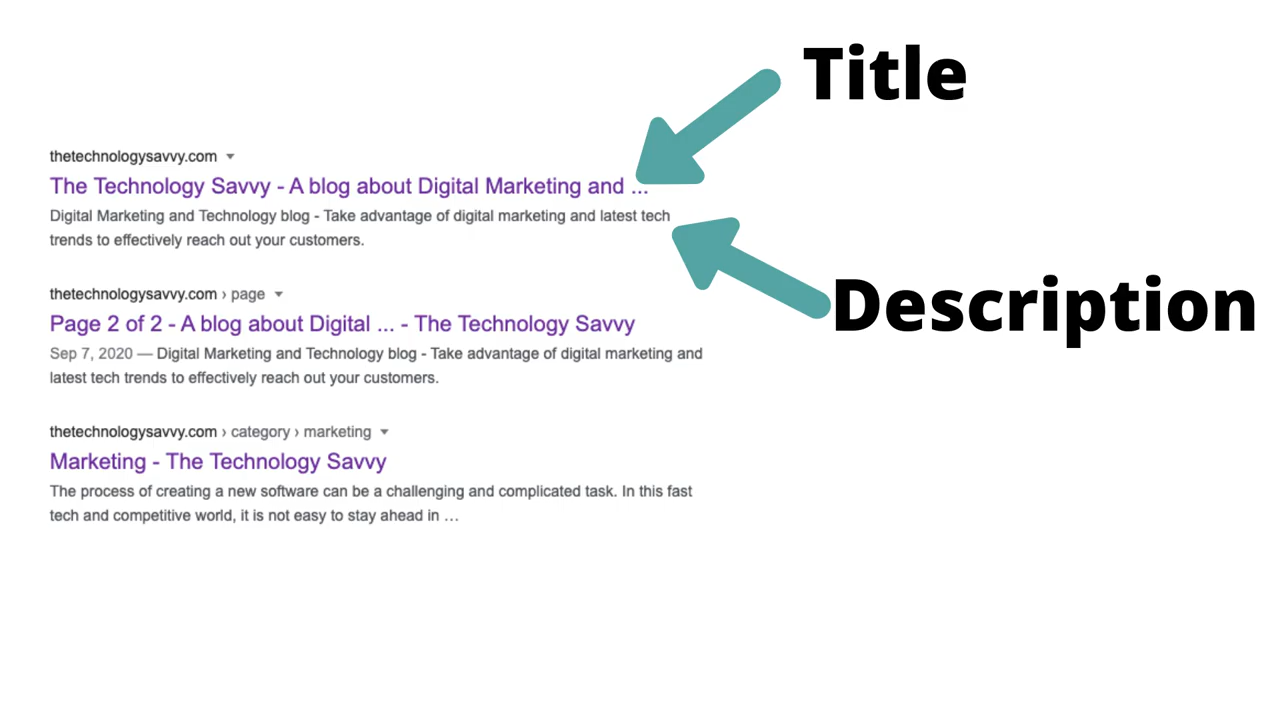 Title
thetechnologysavvy.com
The Technology Savvy - A blog about Digital Marketing and ...
Digital Marketing and Technology blog - Take advantage of digital marketing and latest tech
trends to effectively reach out your customers.
Description
thetechnologysavvy.com › page
Page 2 of 2 - A blog about Digital ... - The Technology Savvy
Sep 7, 2020 — Digital Marketing and Technology blog - Take advantage of digital marketing and
latest tech trends to effectively reach out your customers.
thetechnologysavvy.com › category › marketing
Marketing - The Technology Savvy
The process of creating a new software can be a challenging and complicated task. In this fast
tech and competitive world, it is not easy to stay ahead in …